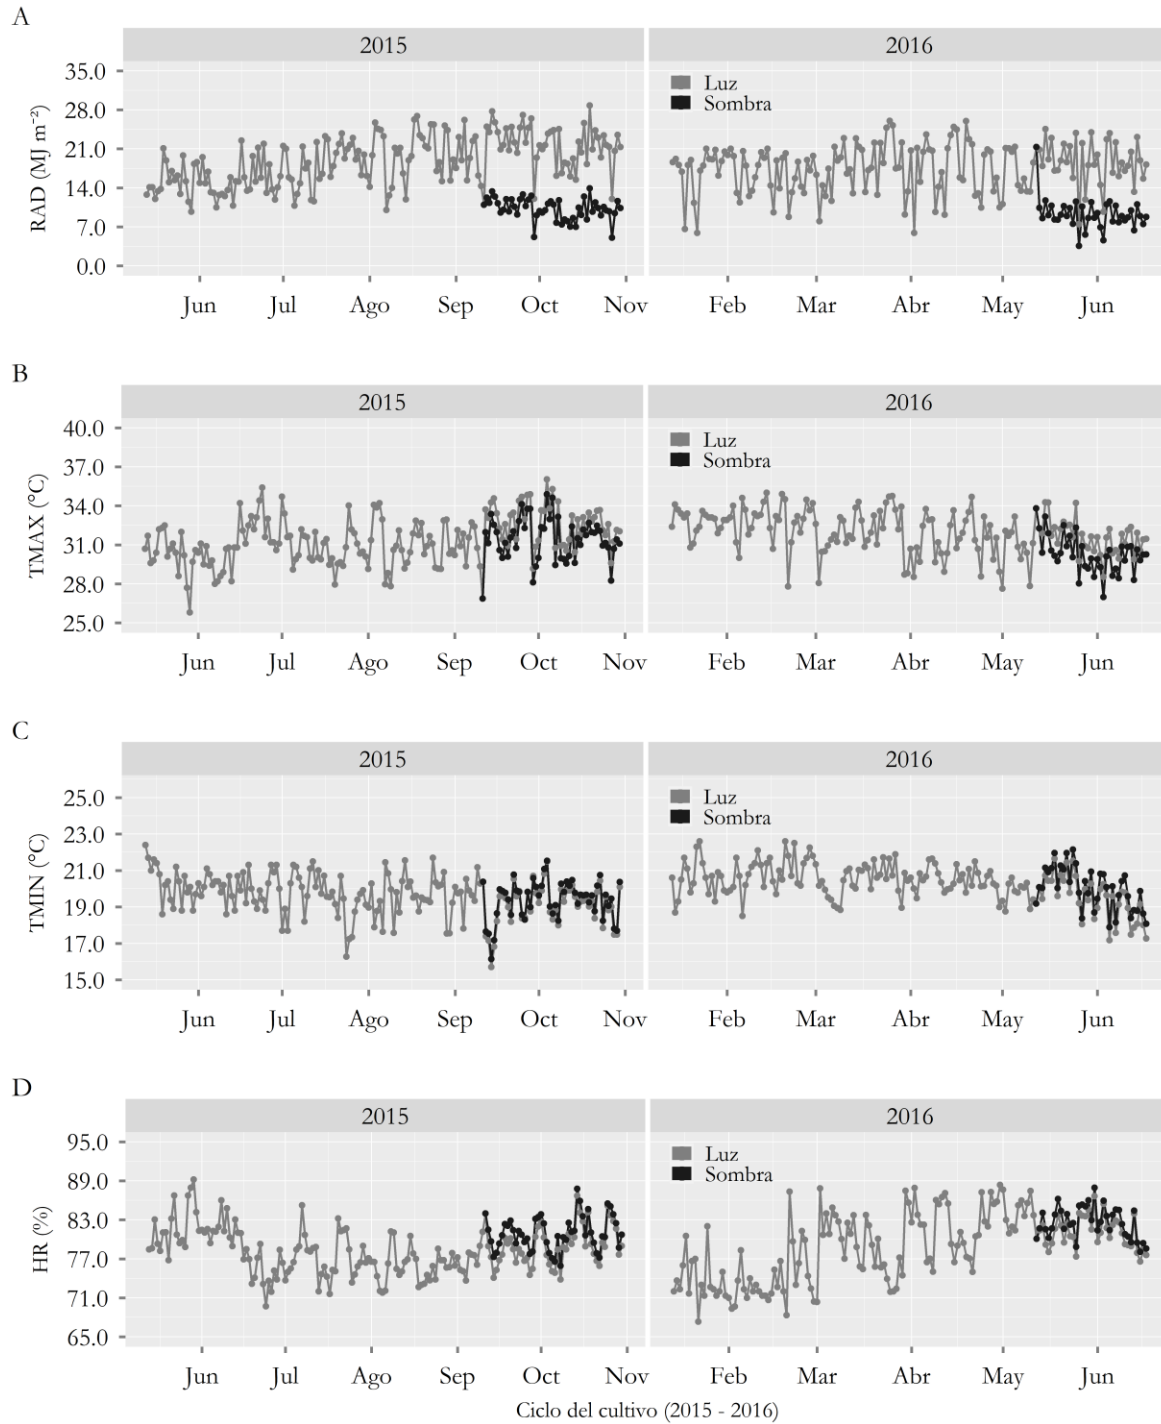 A
2015
2016
RAD (MJ m⁻²)
35.0
28.0
21.0
14.0
7.0
0.0
Luz
Sombra
Jun
Jul
Ago
Sep
Oct
Nov
Feb
Mar
Abr
May
Jun
B
2015
2016
TMAX (°C)
40.0
37.0
34.0
31.0
28.0
25.0
Luz
Sombra
Jun
Jul
Ago
Sep
Oct
Nov
Feb
Mar
Abr
May
Jun
C
2015
2016
TMIN (°C)
25.0
23.0
21.0
19.0
17.0
15.0
Luz
Sombra
Jun
Jul
Ago
Sep
Oct
Nov
Feb
Mar
Abr
May
Jun
D
2015
2016
HR (%)
95.0
89.0
83.0
77.0
71.0
65.0
Luz
Sombra
Jun
Jul
Ago
Sep
Oct
Nov
Feb
Mar
Abr
May
Jun
Ciclo del cultivo (2015 - 2016)